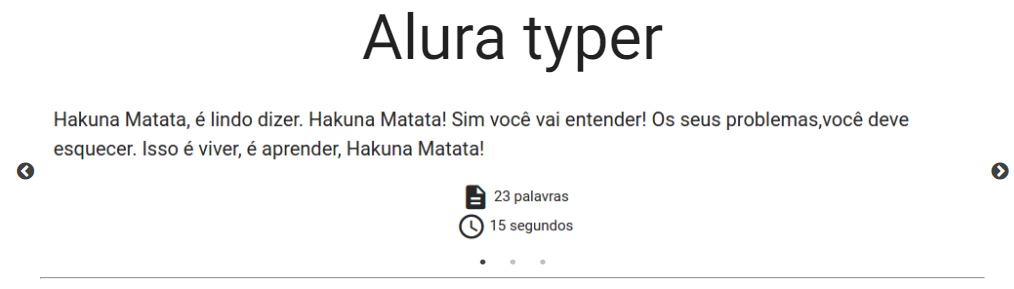 Alura typer
Hakuna Matata, é lindo dizer. Hakuna Matata! Sim você vai entender! Os seus problemas,você deve
esquecer. Isso é viver, é aprender, Hakuna Matata!
23 palavras
15 segundos